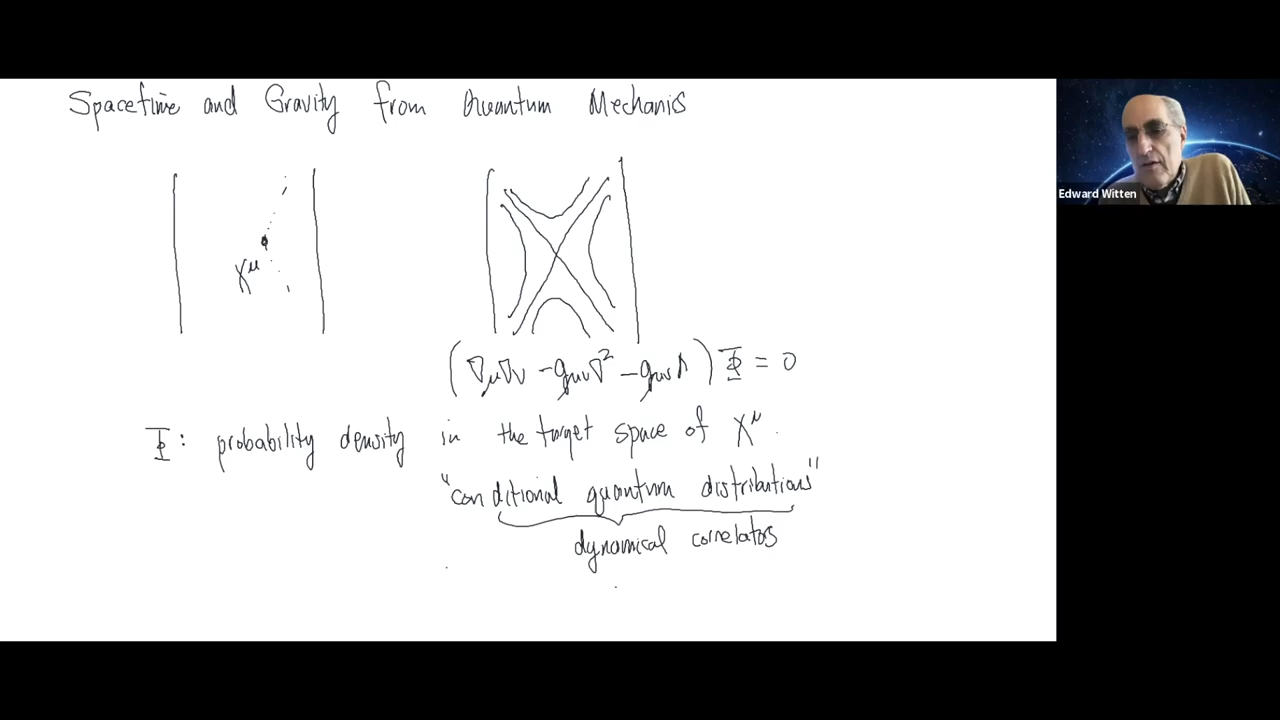 Spacetime and Gravity from Quantum Mechanics
Edward Witten
X^μ
(∇_μ∇_ν − g_μν∇² − g_μνΛ) Φ = 0
Φ: probability density in the target space of X^μ.
"conditional quantum distributions"
dynamical correlators